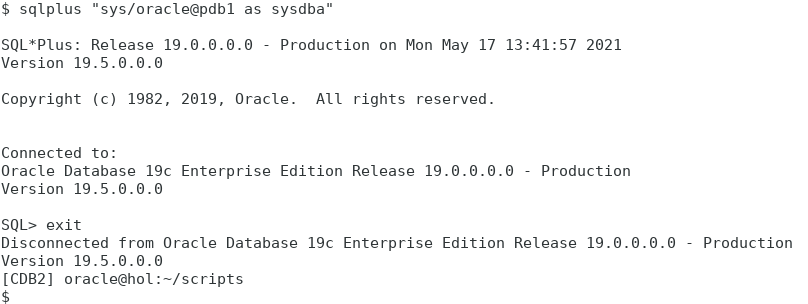 $ sqlplus "sys/oracle@pdb1 as sysdba"
SQL*Plus: Release 19.0.0.0.0 - Production on Mon May 17 13:41:57 2021
Version 19.5.0.0.0
Copyright (c) 1982, 2019, Oracle.  All rights reserved.
Connected to:
Oracle Database 19c Enterprise Edition Release 19.0.0.0.0 - Production
Version 19.5.0.0.0
SQL> exit
Disconnected from Oracle Database 19c Enterprise Edition Release 19.0.0.0.0 - Production
Version 19.5.0.0.0
[CDB2] oracle@hol:~/scripts
$